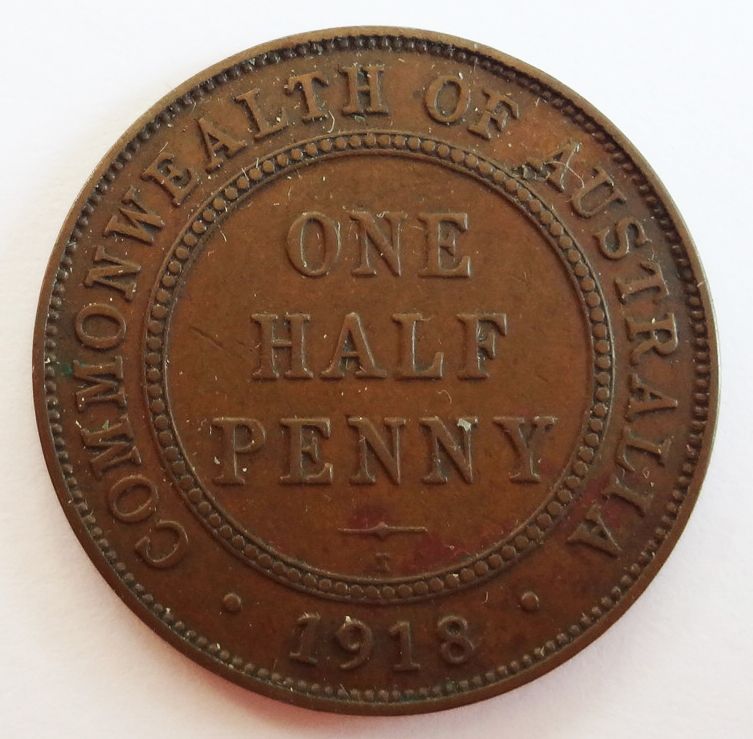 COMMONWEALTH OF AUSTRALIA
ONE
HALF
PENNY
I
· 1918 ·